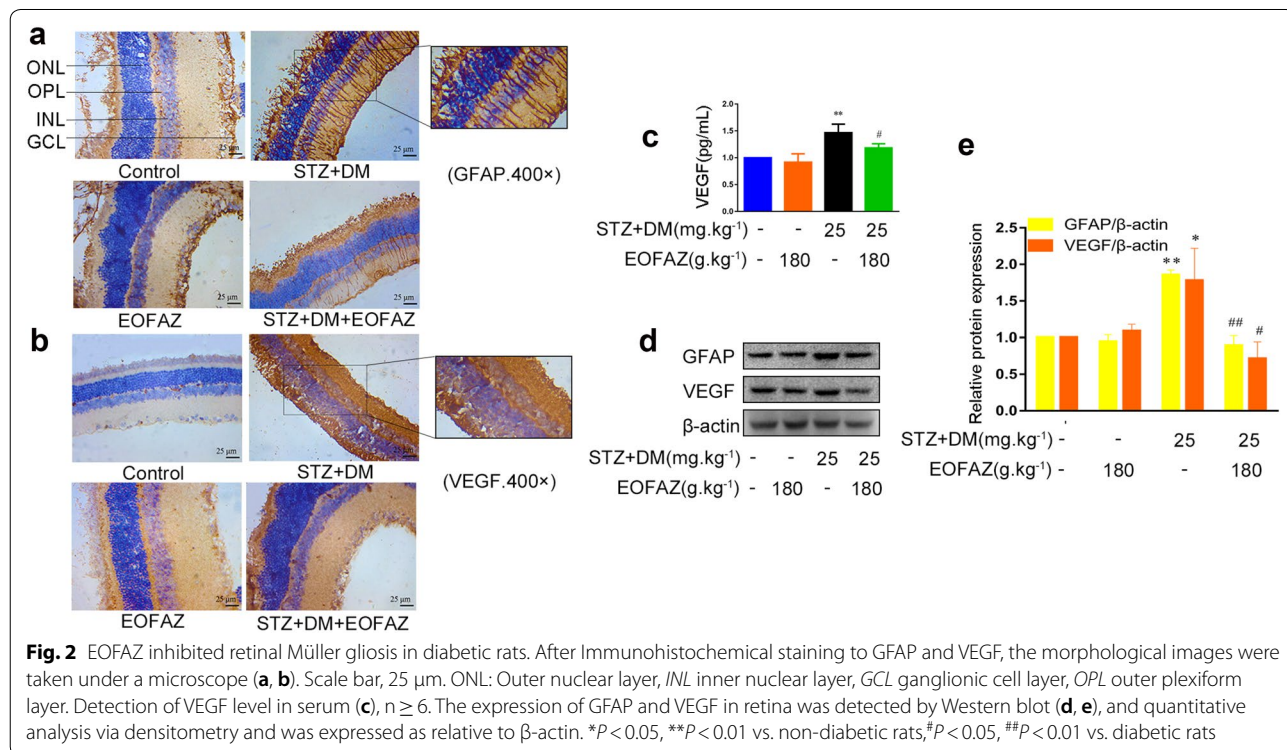 a
ONL
OPL
INL
GCL
25 μm
25 μm
Control
STZ+DM
(GFAP.400×)
25 μm
25 μm
EOFAZ
STZ+DM+EOFAZ
b
25 μm
25 μm
Control
STZ+DM
(VEGF.400×)
25 μm
25 μm
EOFAZ
STZ+DM+EOFAZ
c
VEGF(pg/mL)
2.0
1.5
1.0
0.5
0.0
**
#
STZ+DM(mg.kg-1) - - 25 25
EOFAZ(g.kg-1) - 180 - 180
d
GFAP
VEGF
β-actin
STZ+DM(mg.kg-1) - - 25 25
EOFAZ(g.kg-1) - 180 - 180
e
Relative protein expression
2.5
2.0
1.5
1.0
0.5
0.0
GFAP/β-actin
VEGF/β-actin
**
*
##
#
STZ+DM(mg.kg-1) - - 25 25
EOFAZ(g.kg-1) - 180 - 180
Fig. 2 EOFAZ inhibited retinal Müller gliosis in diabetic rats. After Immunohistochemical staining to GFAP and VEGF, the morphological images were
taken under a microscope (a, b). Scale bar, 25 μm. ONL: Outer nuclear layer, INL inner nuclear layer, GCL ganglionic cell layer, OPL outer plexiform
layer. Detection of VEGF level in serum (c), n ≥ 6. The expression of GFAP and VEGF in retina was detected by Western blot (d, e), and quantitative
analysis via densitometry and was expressed as relative to β-actin. *P < 0.05, **P < 0.01 vs. non-diabetic rats,#P < 0.05, ##P < 0.01 vs. diabetic rats